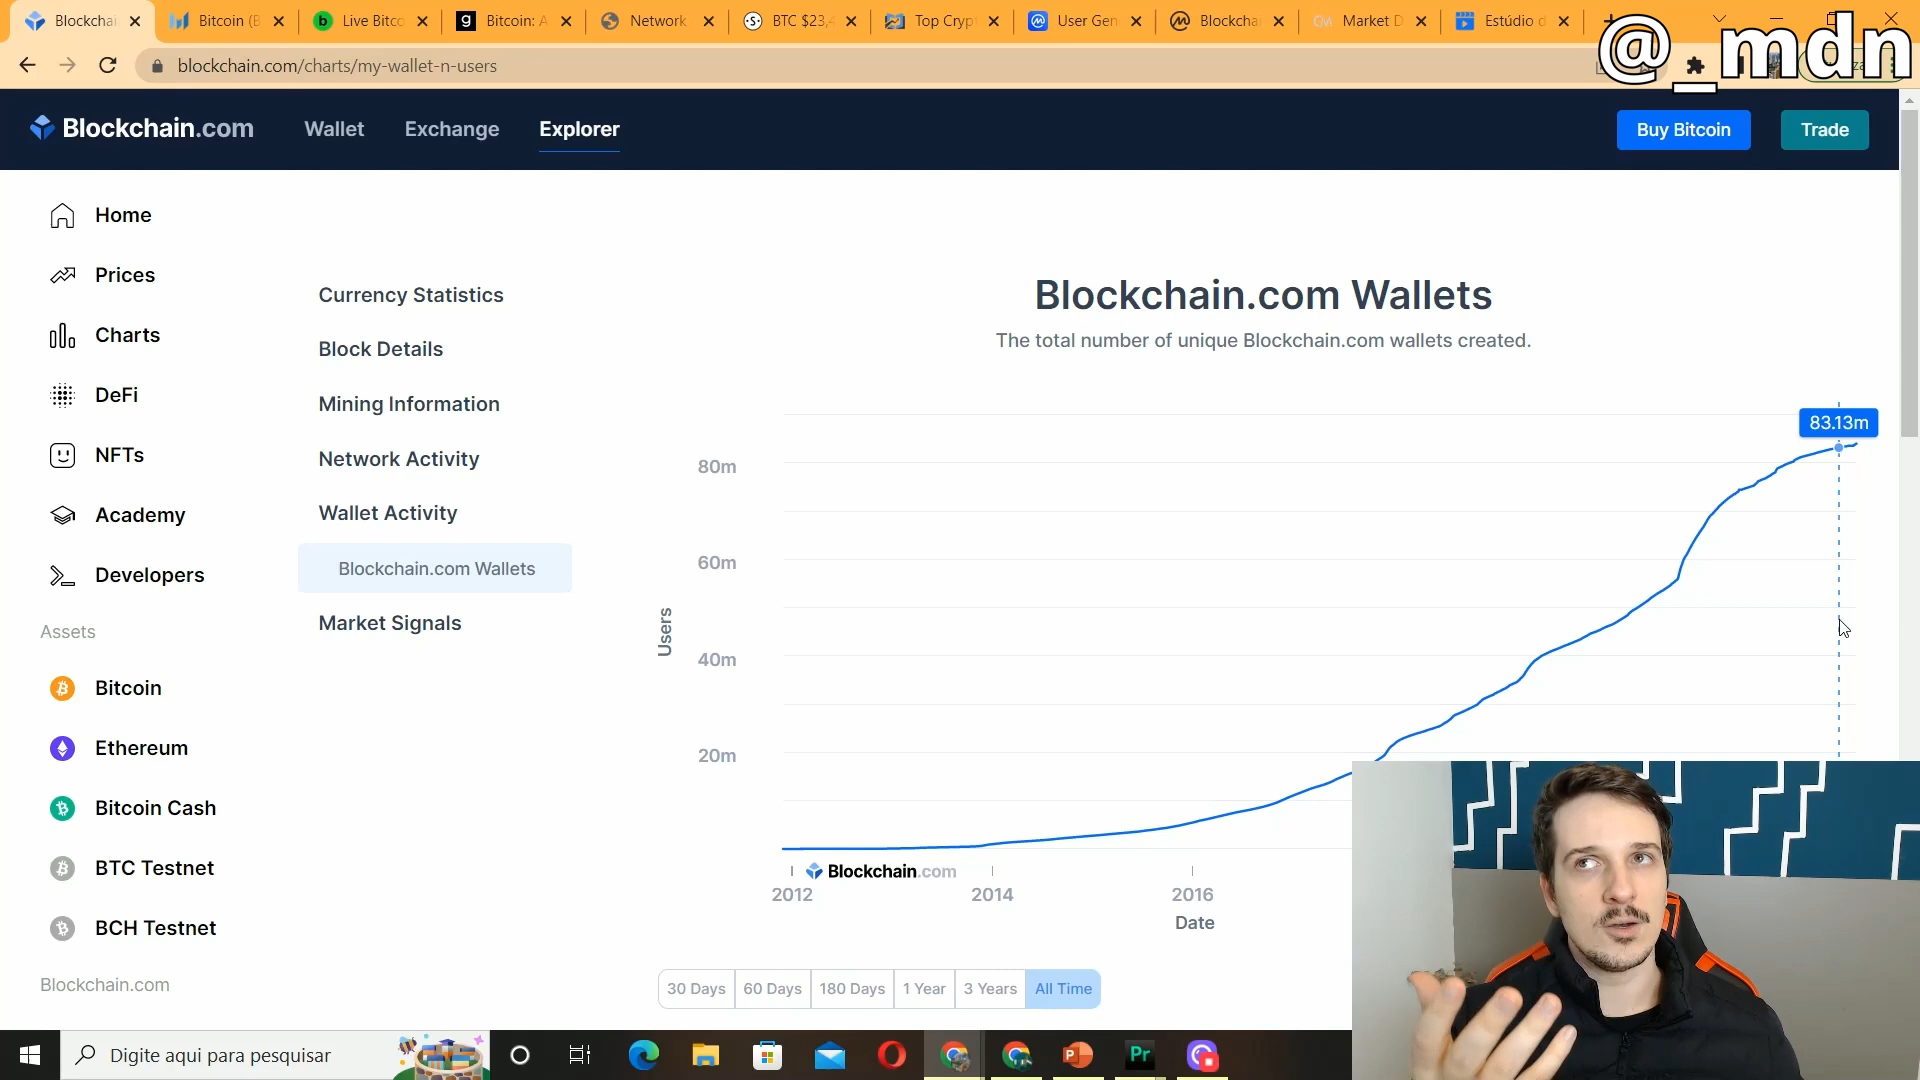 Blockchai
Bitcoin (B
Live Bitco
Bitcoin: A
Network
BTC $23,4
Top Crypt
User Gen
Blockcha
Market D
Estúdio d
@_mdn
blockchain.com/charts/my-wallet-n-users
Blockchain.com
Wallet
Exchange
Explorer
Buy Bitcoin
Trade
Home
Prices
Charts
DeFi
NFTs
Academy
Developers
Assets
Bitcoin
Ethereum
Bitcoin Cash
BTC Testnet
BCH Testnet
Blockchain.com
Currency Statistics
Block Details
Mining Information
Network Activity
Wallet Activity
Blockchain.com Wallets
Market Signals
Blockchain.com Wallets
The total number of unique Blockchain.com wallets created.
83.13m
80m
60m
40m
20m
Users
Blockchain.com
2012
2014
2016
Date
30 Days
60 Days
180 Days
1 Year
3 Years
All Time
Digite aqui para pesquisar
Pr